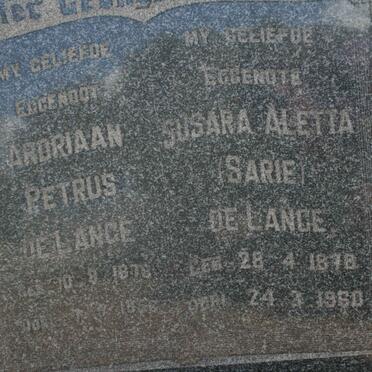 MY GELIEFDE
EGGENOOT
ADRIAAN
PETRUS
DE LANGE
MY GELIEFDE
EGGENOTE
SUSARA ALETTA
(SARIE)
DE LANGE
GEB. 28 - 4 - 1878
OORL. 24 - 3 - 1960